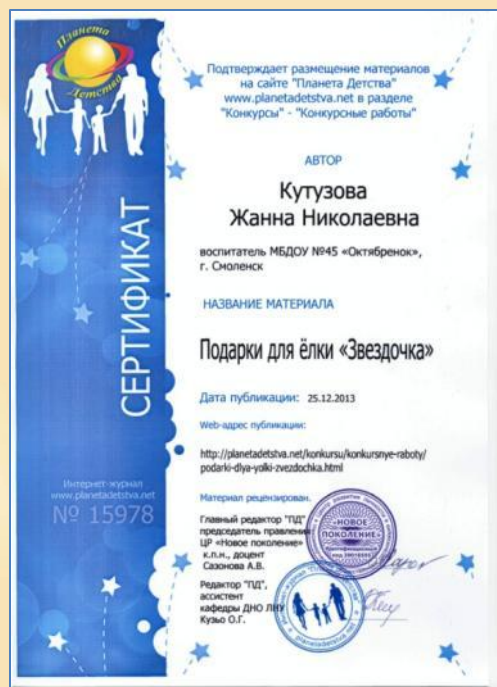 Планета
Детства
СЕРТИФИКАТ
Интернет-журнал
www.planetadetstva.net
№ 15978
Подтверждает размещение материалов
на сайте "Планета Детства"
www.planetadetstva.net в разделе
"Конкурсы" - "Конкурсные работы"
АВТОР
Кутузова
Жанна Николаевна
воспитатель МБДОУ №45 «Октябренок»,
г. Смоленск
НАЗВАНИЕ МАТЕРИАЛА
Подарки для ёлки «Звездочка»
Дата публикации: 25.12.2013
Web-адрес публикации:
http://planetadetstva.net/konkursu/konkursnye-raboty/
podarki-dlya-yolki-zvezdochka.html
Материал рецензирован.
Главный редактор "ПД"
председатель правления
ЦР «Новое поколение»
к.п.н., доцент
Сазонова А.В.
Редактор "ПД",
ассистент
кафедры ДНО ЛНУ
Кузьо О.Г.
«НОВОЕ
ПОКОЛЕНИЕ»
planetadetstva.net